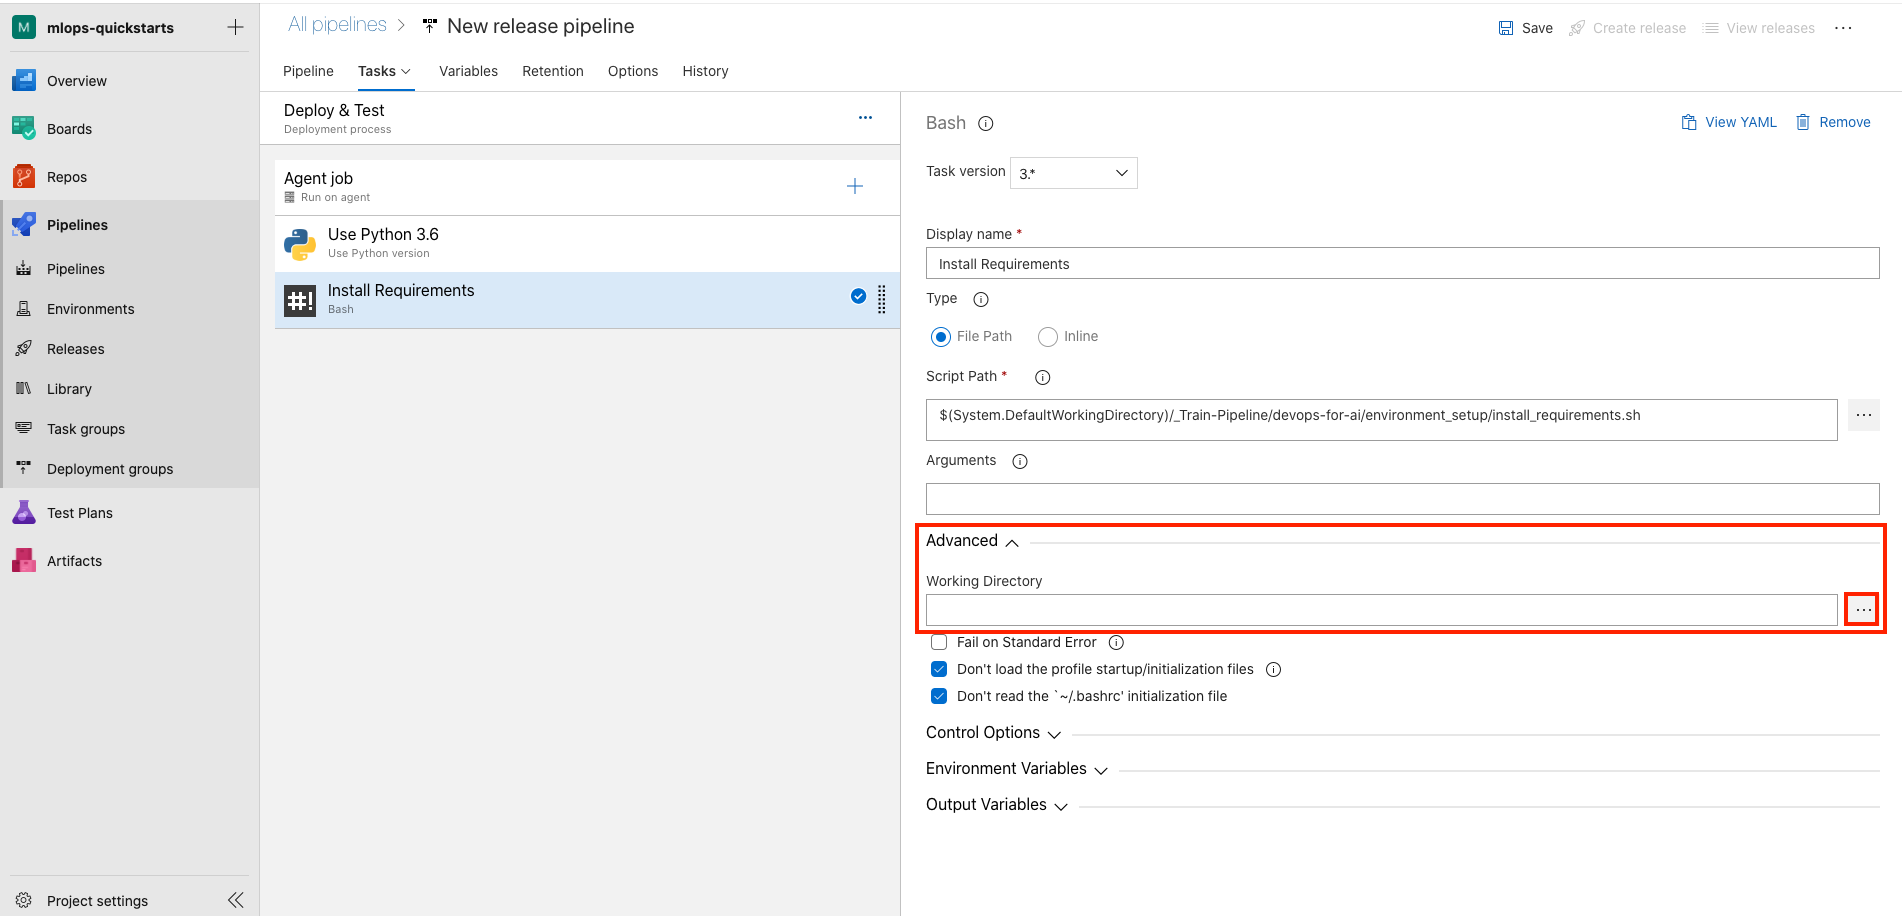 M mlops-quickstarts
Overview
Boards
Repos
Pipelines
Pipelines
Environments
Releases
Library
Task groups
Deployment groups
Test Plans
Artifacts
Project settings
All pipelines > New release pipeline
Save Create release View releases ...
Pipeline Tasks Variables Retention Options History
Deploy & Test
Deployment process
...
Agent job
Run on agent
Use Python 3.6
Use Python version
#! Install Requirements
Bash
Bash
View YAML Remove
Task version 3.*
Display name *
Install Requirements
Type
File Path Inline
Script Path *
$(System.DefaultWorkingDirectory)/_Train-Pipeline/devops-for-ai/environment_setup/install_requirements.sh ...
Arguments
Advanced
Working Directory
...
Fail on Standard Error
Don't load the profile startup/initialization files
Don't read the `~/.bashrc' initialization file
Control Options
Environment Variables
Output Variables